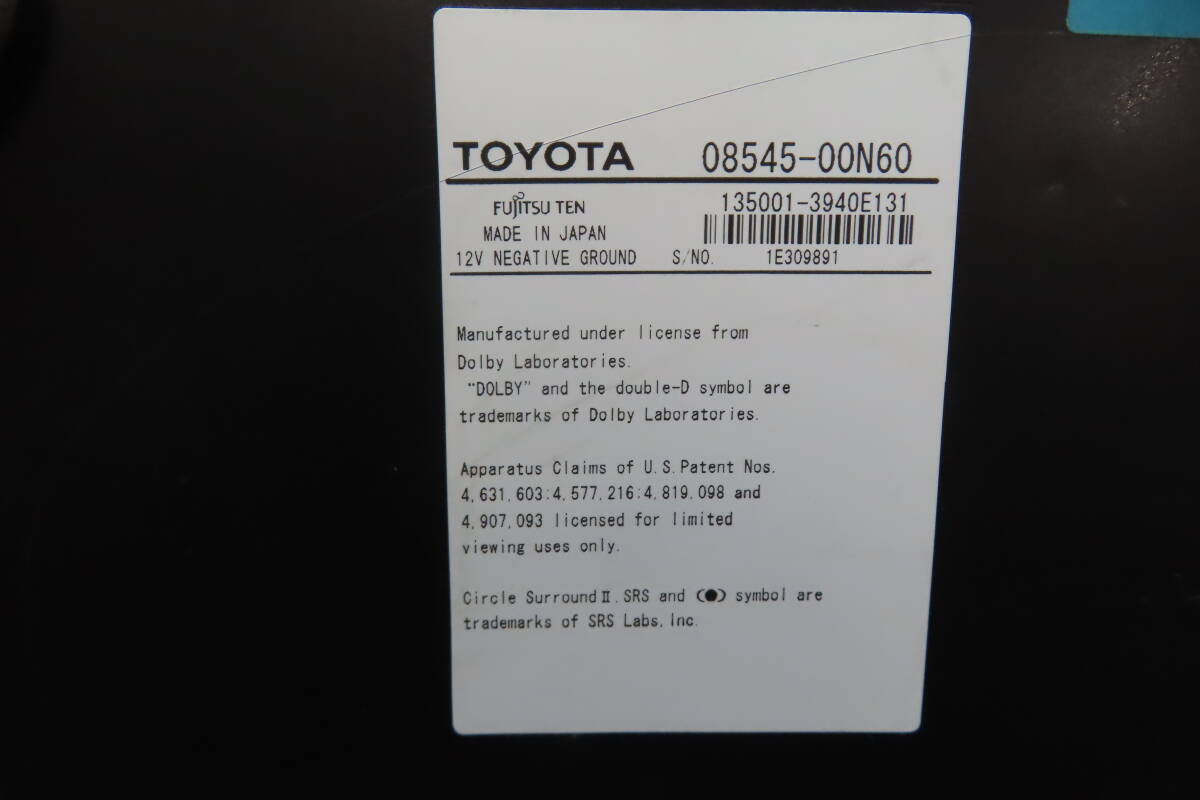 TOYOTA 08545-00N60
FUJITSU TEN 135001-3940E131
MADE IN JAPAN
12V NEGATIVE GROUND S/NO. 1E309891
Manufactured under license from
Dolby Laboratories.
“DOLBY” and the double-D symbol are
trademarks of Dolby Laboratories.
Apparatus Claims of U.S.Patent Nos.
4,631,603:4,577,216:4,819,098 and
4,907,093 licensed for limited
viewing uses only.
Circle SurroundⅡ,SRS and (●) symbol are
trademarks of SRS Labs,Inc.